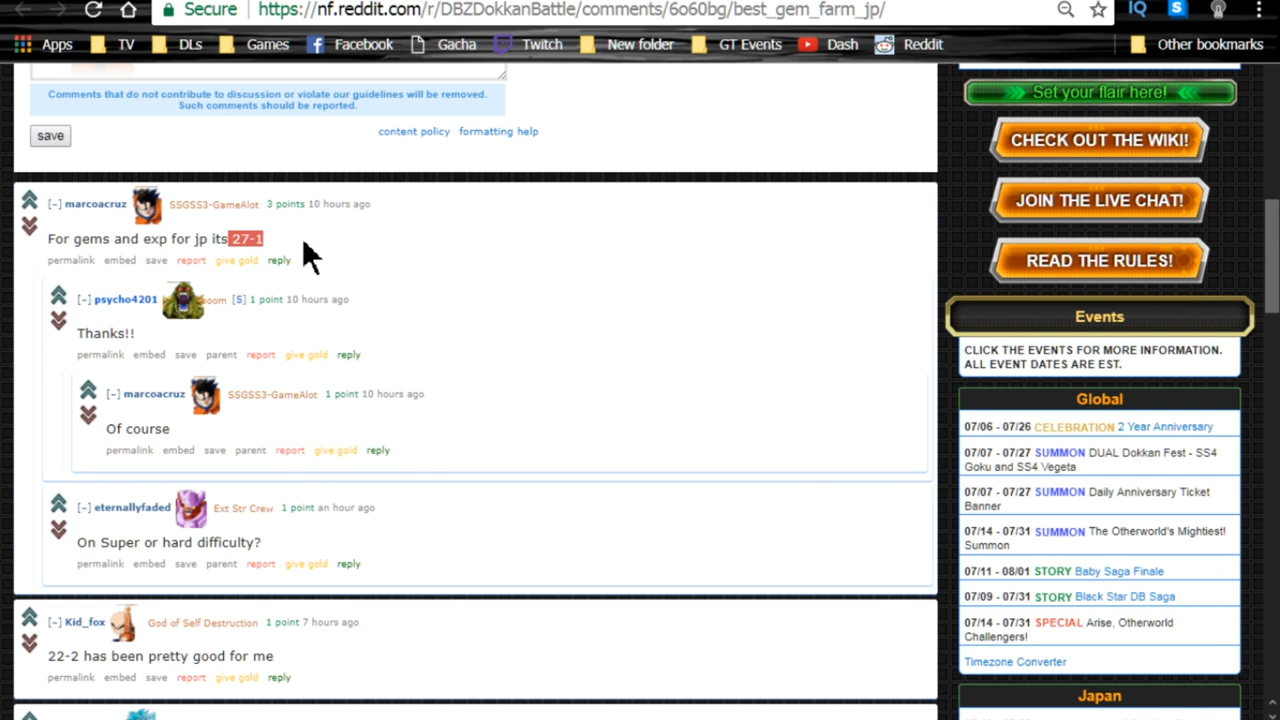 Secure https://nf.reddit.com/r/DBZDokkanBattle/comments/6o60bg/best_gem_farm_jp/
Apps TV DLs Games Facebook Gacha Twitch New folder GT Events Dash Reddit Other bookmarks
Comments that do not contribute to discussion or violate our guidelines will be removed.
Such comments should be reported.
save content policy formatting help
[–] marcoacruz SSGSS3-GameAlot 3 points 10 hours ago
For gems and exp for jp its 27-1
permalink embed save report give gold reply
[–] psycho4201 oom [S] 1 point 10 hours ago
Thanks!!
permalink embed save parent report give gold reply
[–] marcoacruz SSGSS3-GameAlot 1 point 10 hours ago
Of course
permalink embed save parent report give gold reply
[–] eternallyfaded Ext Str Crew 1 point an hour ago
On Super or hard difficulty?
permalink embed save parent report give gold reply
[–] Kid_fox God of Self Destruction 1 point 7 hours ago
22-2 has been pretty good for me
permalink embed save report give gold reply
Set your flair here!
CHECK OUT THE WIKI!
JOIN THE LIVE CHAT!
READ THE RULES!
Events
CLICK THE EVENTS FOR MORE INFORMATION.
ALL EVENT DATES ARE EST.
Global
07/06 - 07/26 CELEBRATION 2 Year Anniversary
07/07 - 07/27 SUMMON DUAL Dokkan Fest - SS4
Goku and SS4 Vegeta
07/07 - 07/27 SUMMON Daily Anniversary Ticket
Banner
07/14 - 07/31 SUMMON The Otherworld's Mightiest!
Summon
07/11 - 08/01 STORY Baby Saga Finale
07/09 - 07/31 STORY Black Star DB Saga
07/14 - 07/31 SPECIAL Arise, Otherworld
Challengers!
Timezone Converter
Japan